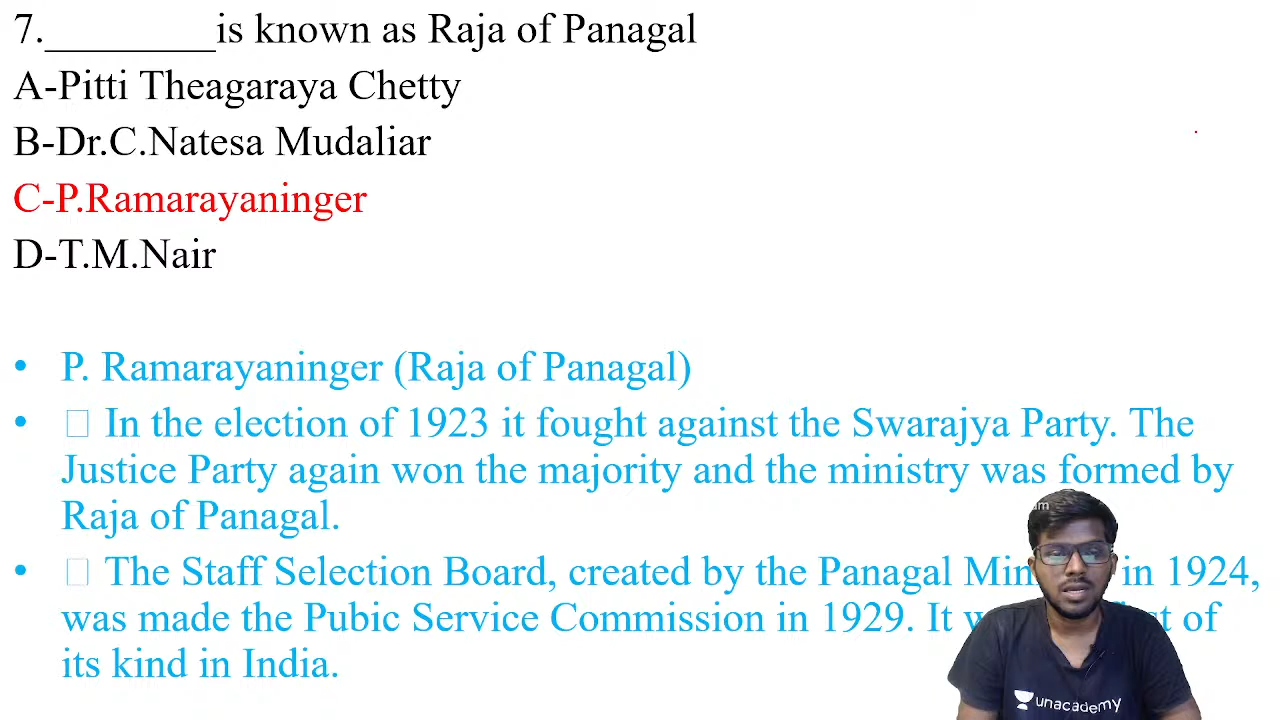 7.________is known as Raja of Panagal
A-Pitti Theagaraya Chetty
B-Dr.C.Natesa Mudaliar
C-P.Ramarayaninger
D-T.M.Nair
• P. Ramarayaninger (Raja of Panagal)
• In the election of 1923 it fought against the Swarajya Party. The
Justice Party again won the majority and the ministry was formed by
Raja of Panagal.
• The Staff Selection Board, created by the Panagal in 1924,
was made the Pubic Service Commission in 1929. It of
its kind in India.
unacademy